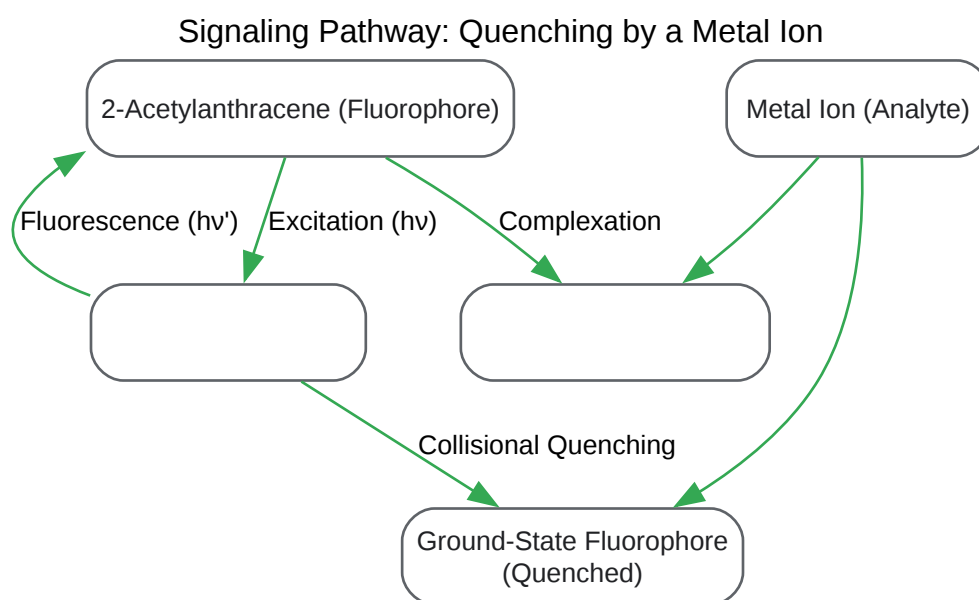 Signaling Pathway: Quenching by a Metal Ion
2-Acetylanthracene (Fluorophore)
Metal Ion (Analyte)
Fluorescence (hν')
Excitation (hν)
Complexation
Collisional Quenching
Ground-State Fluorophore
(Quenched)